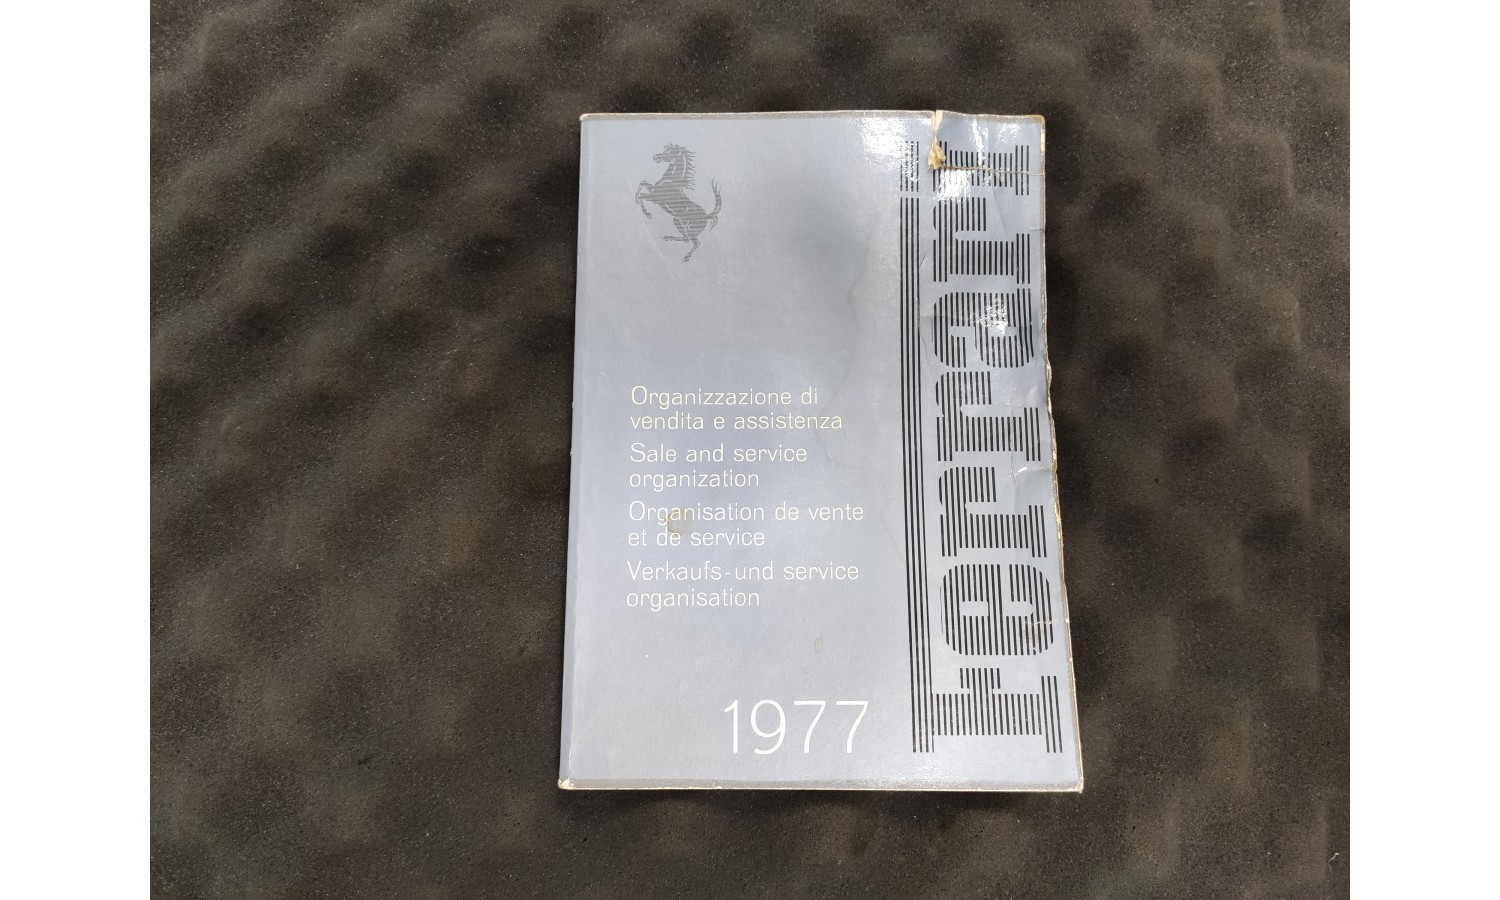 Organizzazione di
vendita e assistenza
Sale and service
organization
Organisation de vente
et de service
Verkaufs-und service
organisation
1977
Ferrari